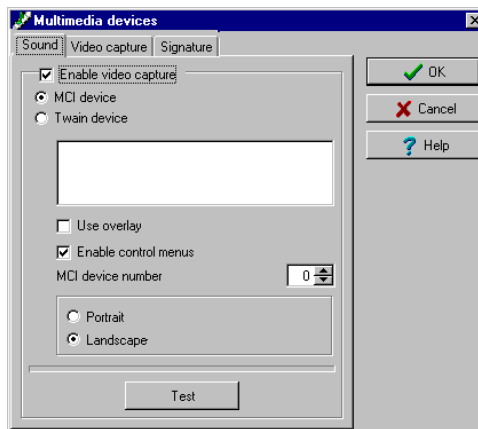 Multimedia devices
Sound Video capture Signature
Enable video capture
MCI device
Twain device
Use overlay
Enable control menus
MCI device number 0
Portrait
Landscape
Test
OK
Cancel
Help